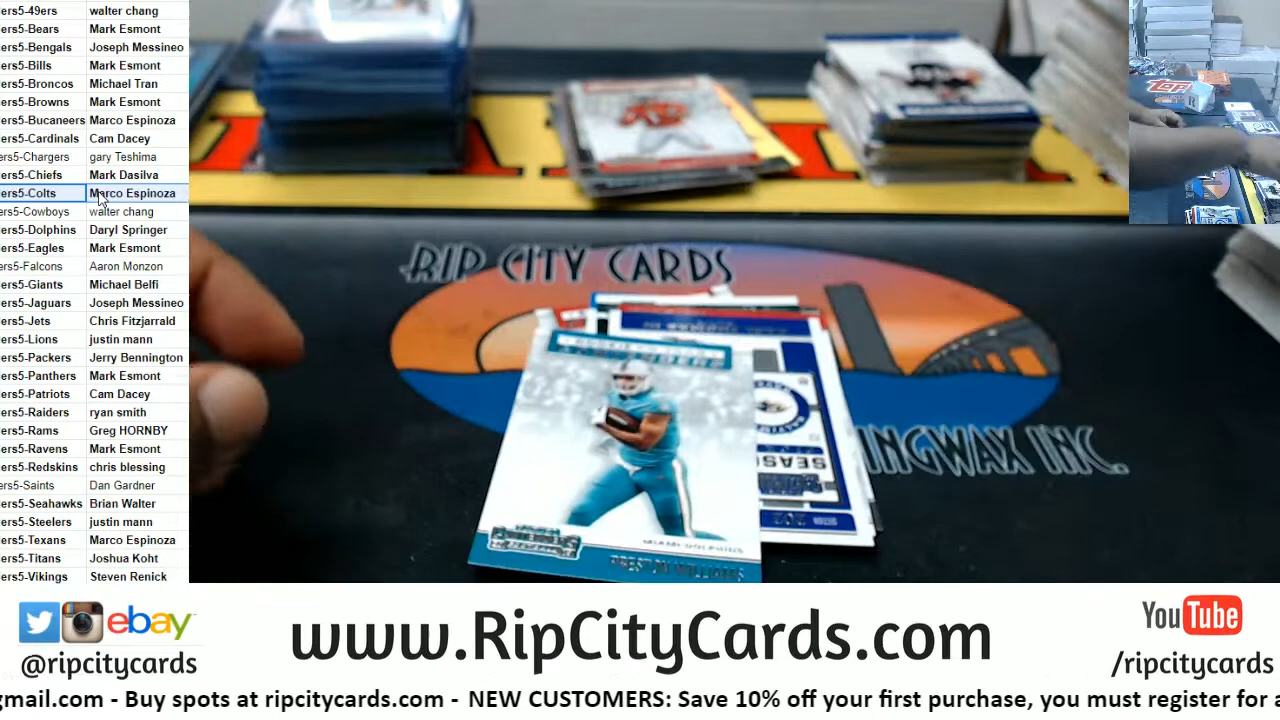 ers5-49ers walter chang
ers5-Bears Mark Esmont
ers5-Bengals Joseph Messineo
ers5-Bills Mark Esmont
ers5-Broncos Michael Tran
ers5-Browns Mark Esmont
ers5-Bucaneers Marco Espinoza
ers5-Cardinals Cam Dacey
ers5-Chargers gary Teshima
ers5-Chiefs Mark Dasilva
ers5-Colts Marco Espinoza
ers5-Cowboys walter chang
ers5-Dolphins Daryl Springer
ers5-Eagles Mark Esmont
ers5-Falcons Aaron Monzon
ers5-Giants Michael Belfi
ers5-Jaguars Joseph Messineo
ers5-Jets Chris Fitzjarrald
ers5-Lions justin mann
ers5-Packers Jerry Bennington
ers5-Panthers Mark Esmont
ers5-Patriots Cam Dacey
ers5-Raiders ryan smith
ers5-Rams Greg HORNBY
ers5-Ravens Mark Esmont
ers5-Redskins chris blessing
ers5-Saints Dan Gardner
ers5-Seahawks Brian Walter
ers5-Steelers justin mann
ers5-Texans Marco Espinoza
ers5-Titans Joshua Koht
ers5-Vikings Steven Renick
RIP CITY CARDS
INGWAX INC.
SEAS
MIAMI DOLPHINS
PRESTON WILLIAMS
ebay
@ripcitycards
www.RipCityCards.com
YouTube
/ripcitycards
gmail.com - Buy spots at ripcitycards.com - NEW CUSTOMERS: Save 10% off your first purchase, you must register for a